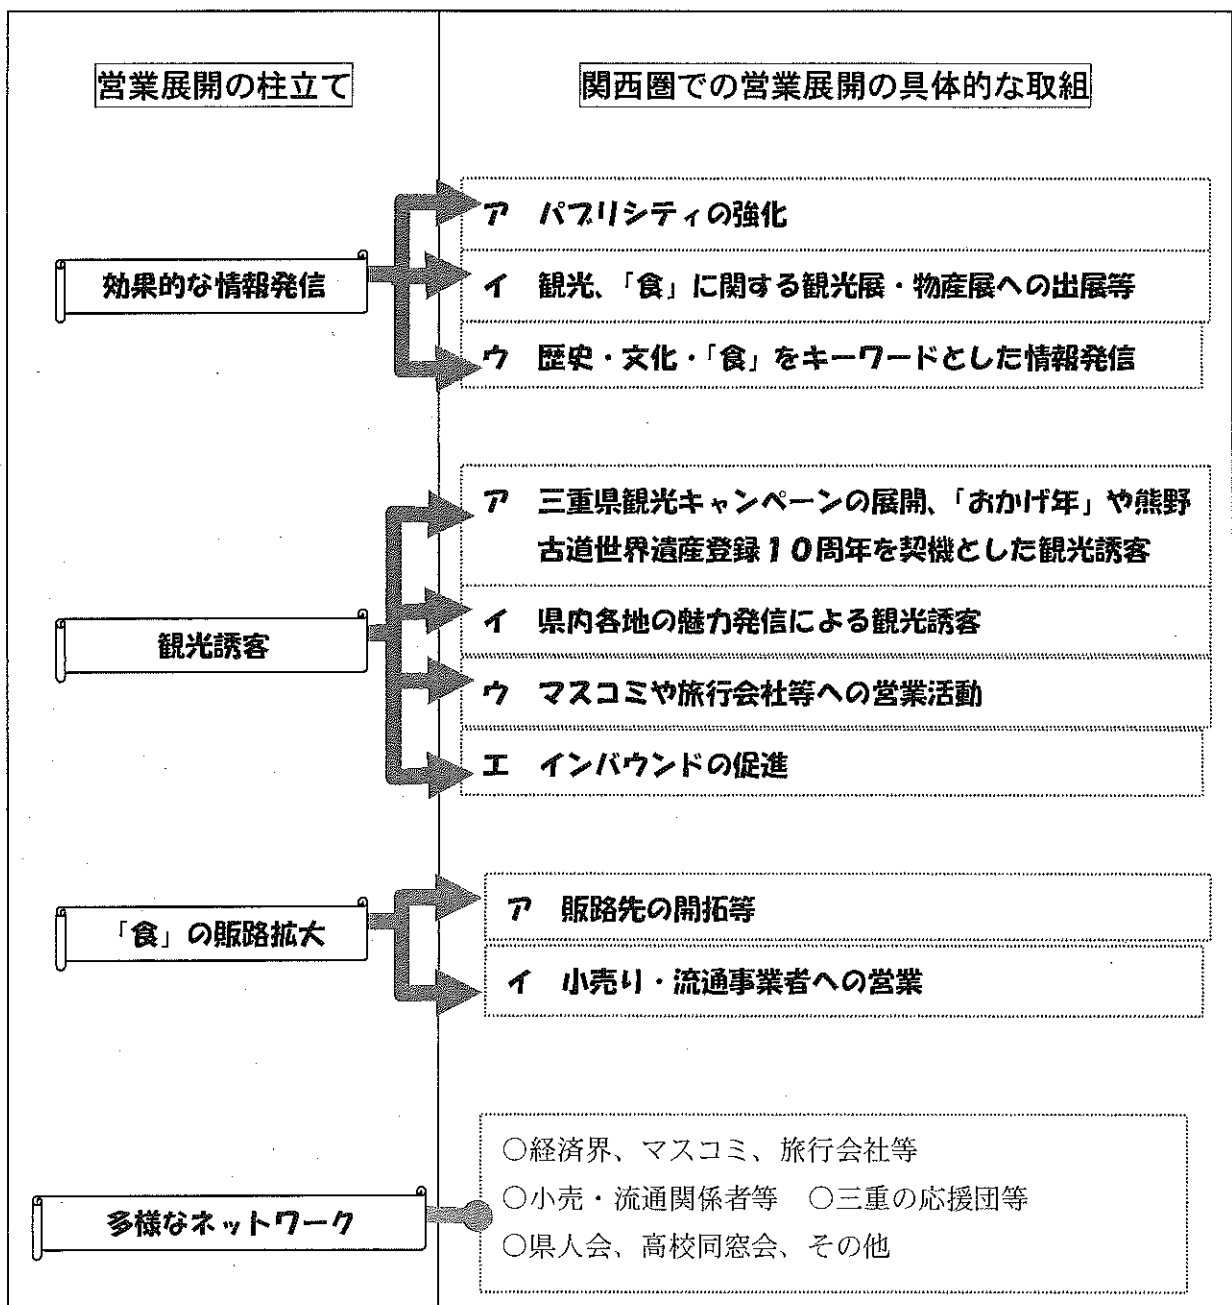 営業展開の柱立て
関西圏での営業展開の具体的な取組
効果的な情報発信
ア パブリシティの強化
イ 観光、「食」に関する観光展・物産展への出展等
ウ 歴史・文化・「食」をキーワードとした情報発信
観光誘客
ア 三重県観光キャンペーンの展開、「おかげ年」や熊野
古道世界遺産登録10周年を契機とした観光誘客
イ 県内各地の魅力発信による観光誘客
ウ マスコミや旅行会社等への営業活動
エ インバウンドの促進
「食」の販路拡大
ア 販路先の開拓等
イ 小売り・流通事業者への営業
多様なネットワーク
○経済界、マスコミ、旅行会社等
○小売・流通関係者等 ○三重の応援団等
○県人会、高校同窓会、その他